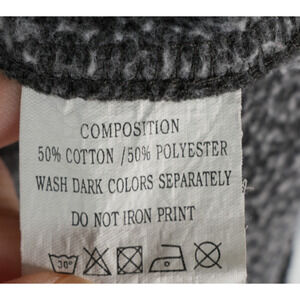 COMPOSITION
50% COTTON /50% POLYESTER
WASH DARK COLORS SEPARATELY
DO NOT IRON PRINT
30°